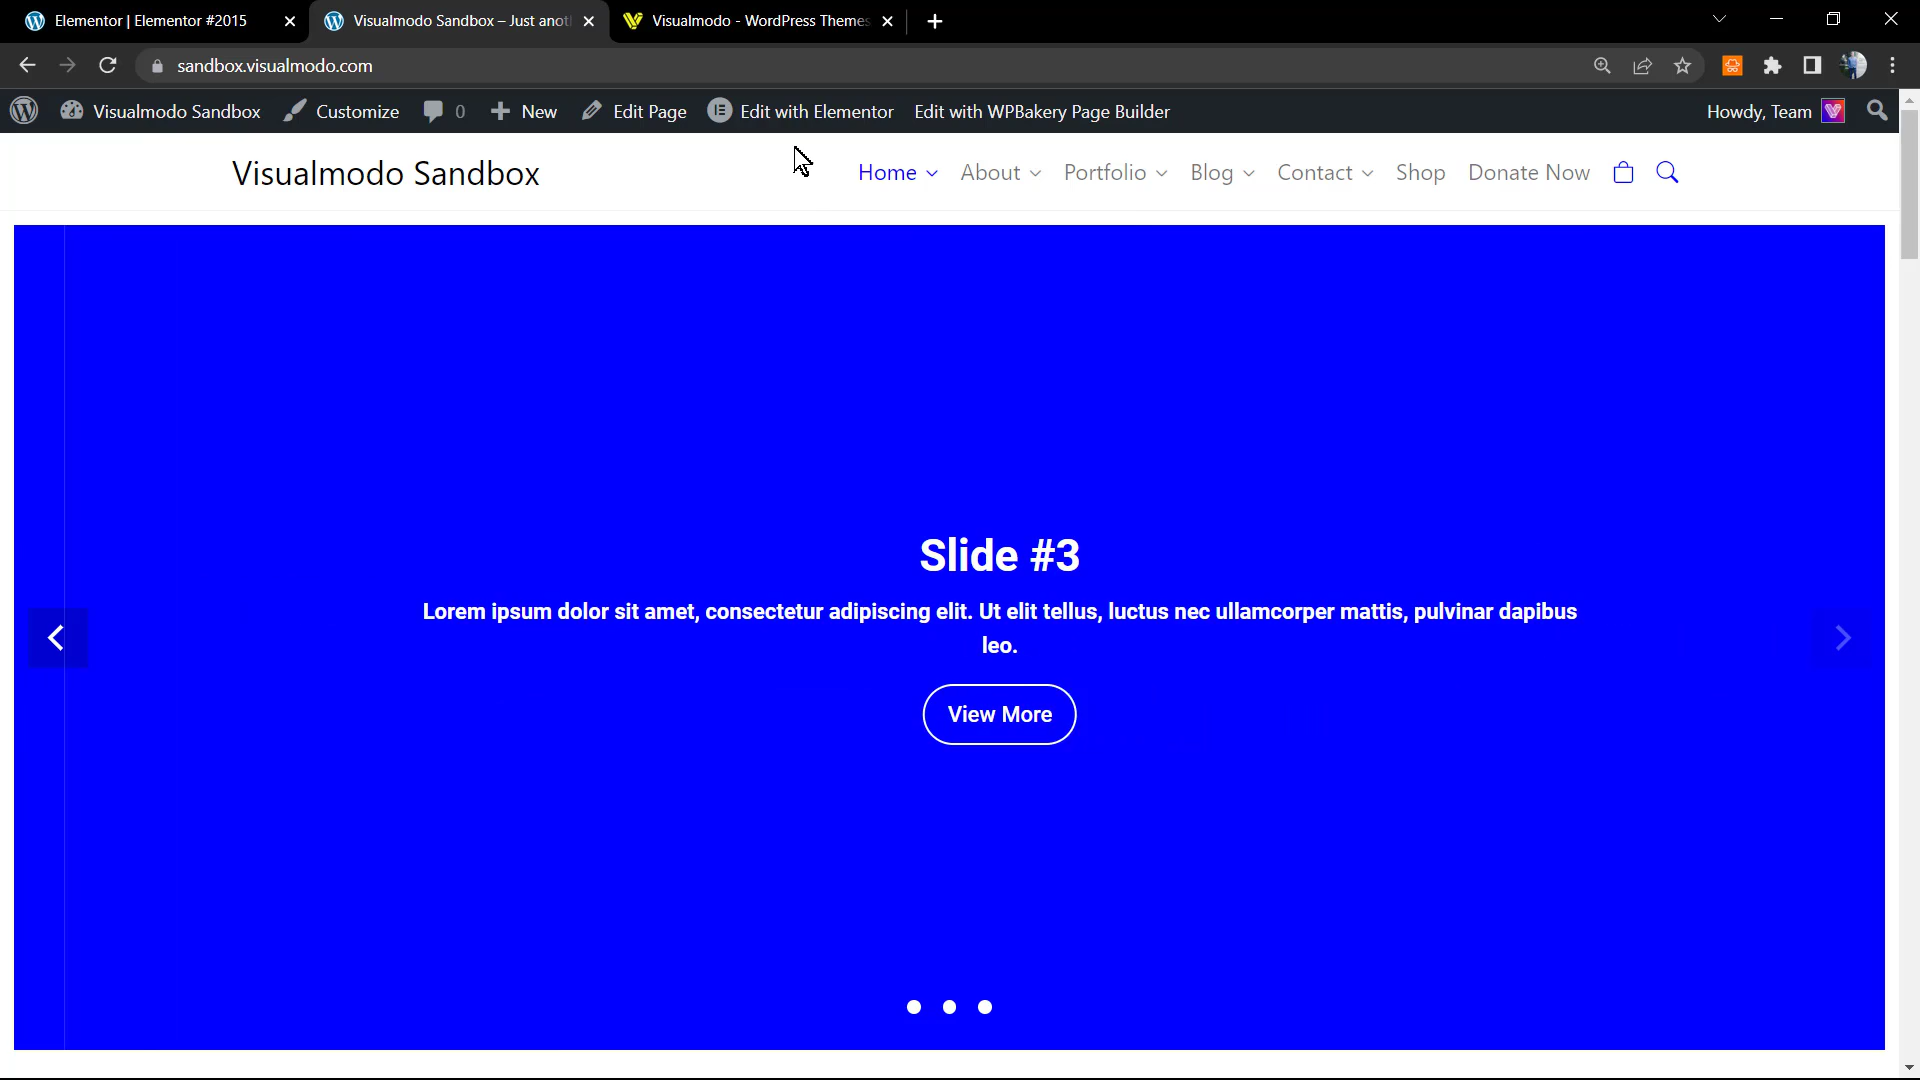 Elementor | Elementor #2015
Visualmodo Sandbox – Just anot
Visualmodo - WordPress Themes
sandbox.visualmodo.com
Visualmodo Sandbox
Customize
0
New
Edit Page
Edit with Elementor
Edit with WPBakery Page Builder
Howdy, Team
Visualmodo Sandbox
Home
About
Portfolio
Blog
Contact
Shop
Donate Now
Slide #3
Lorem ipsum dolor sit amet, consectetur adipiscing elit. Ut elit tellus, luctus nec ullamcorper mattis, pulvinar dapibus
leo.
View More